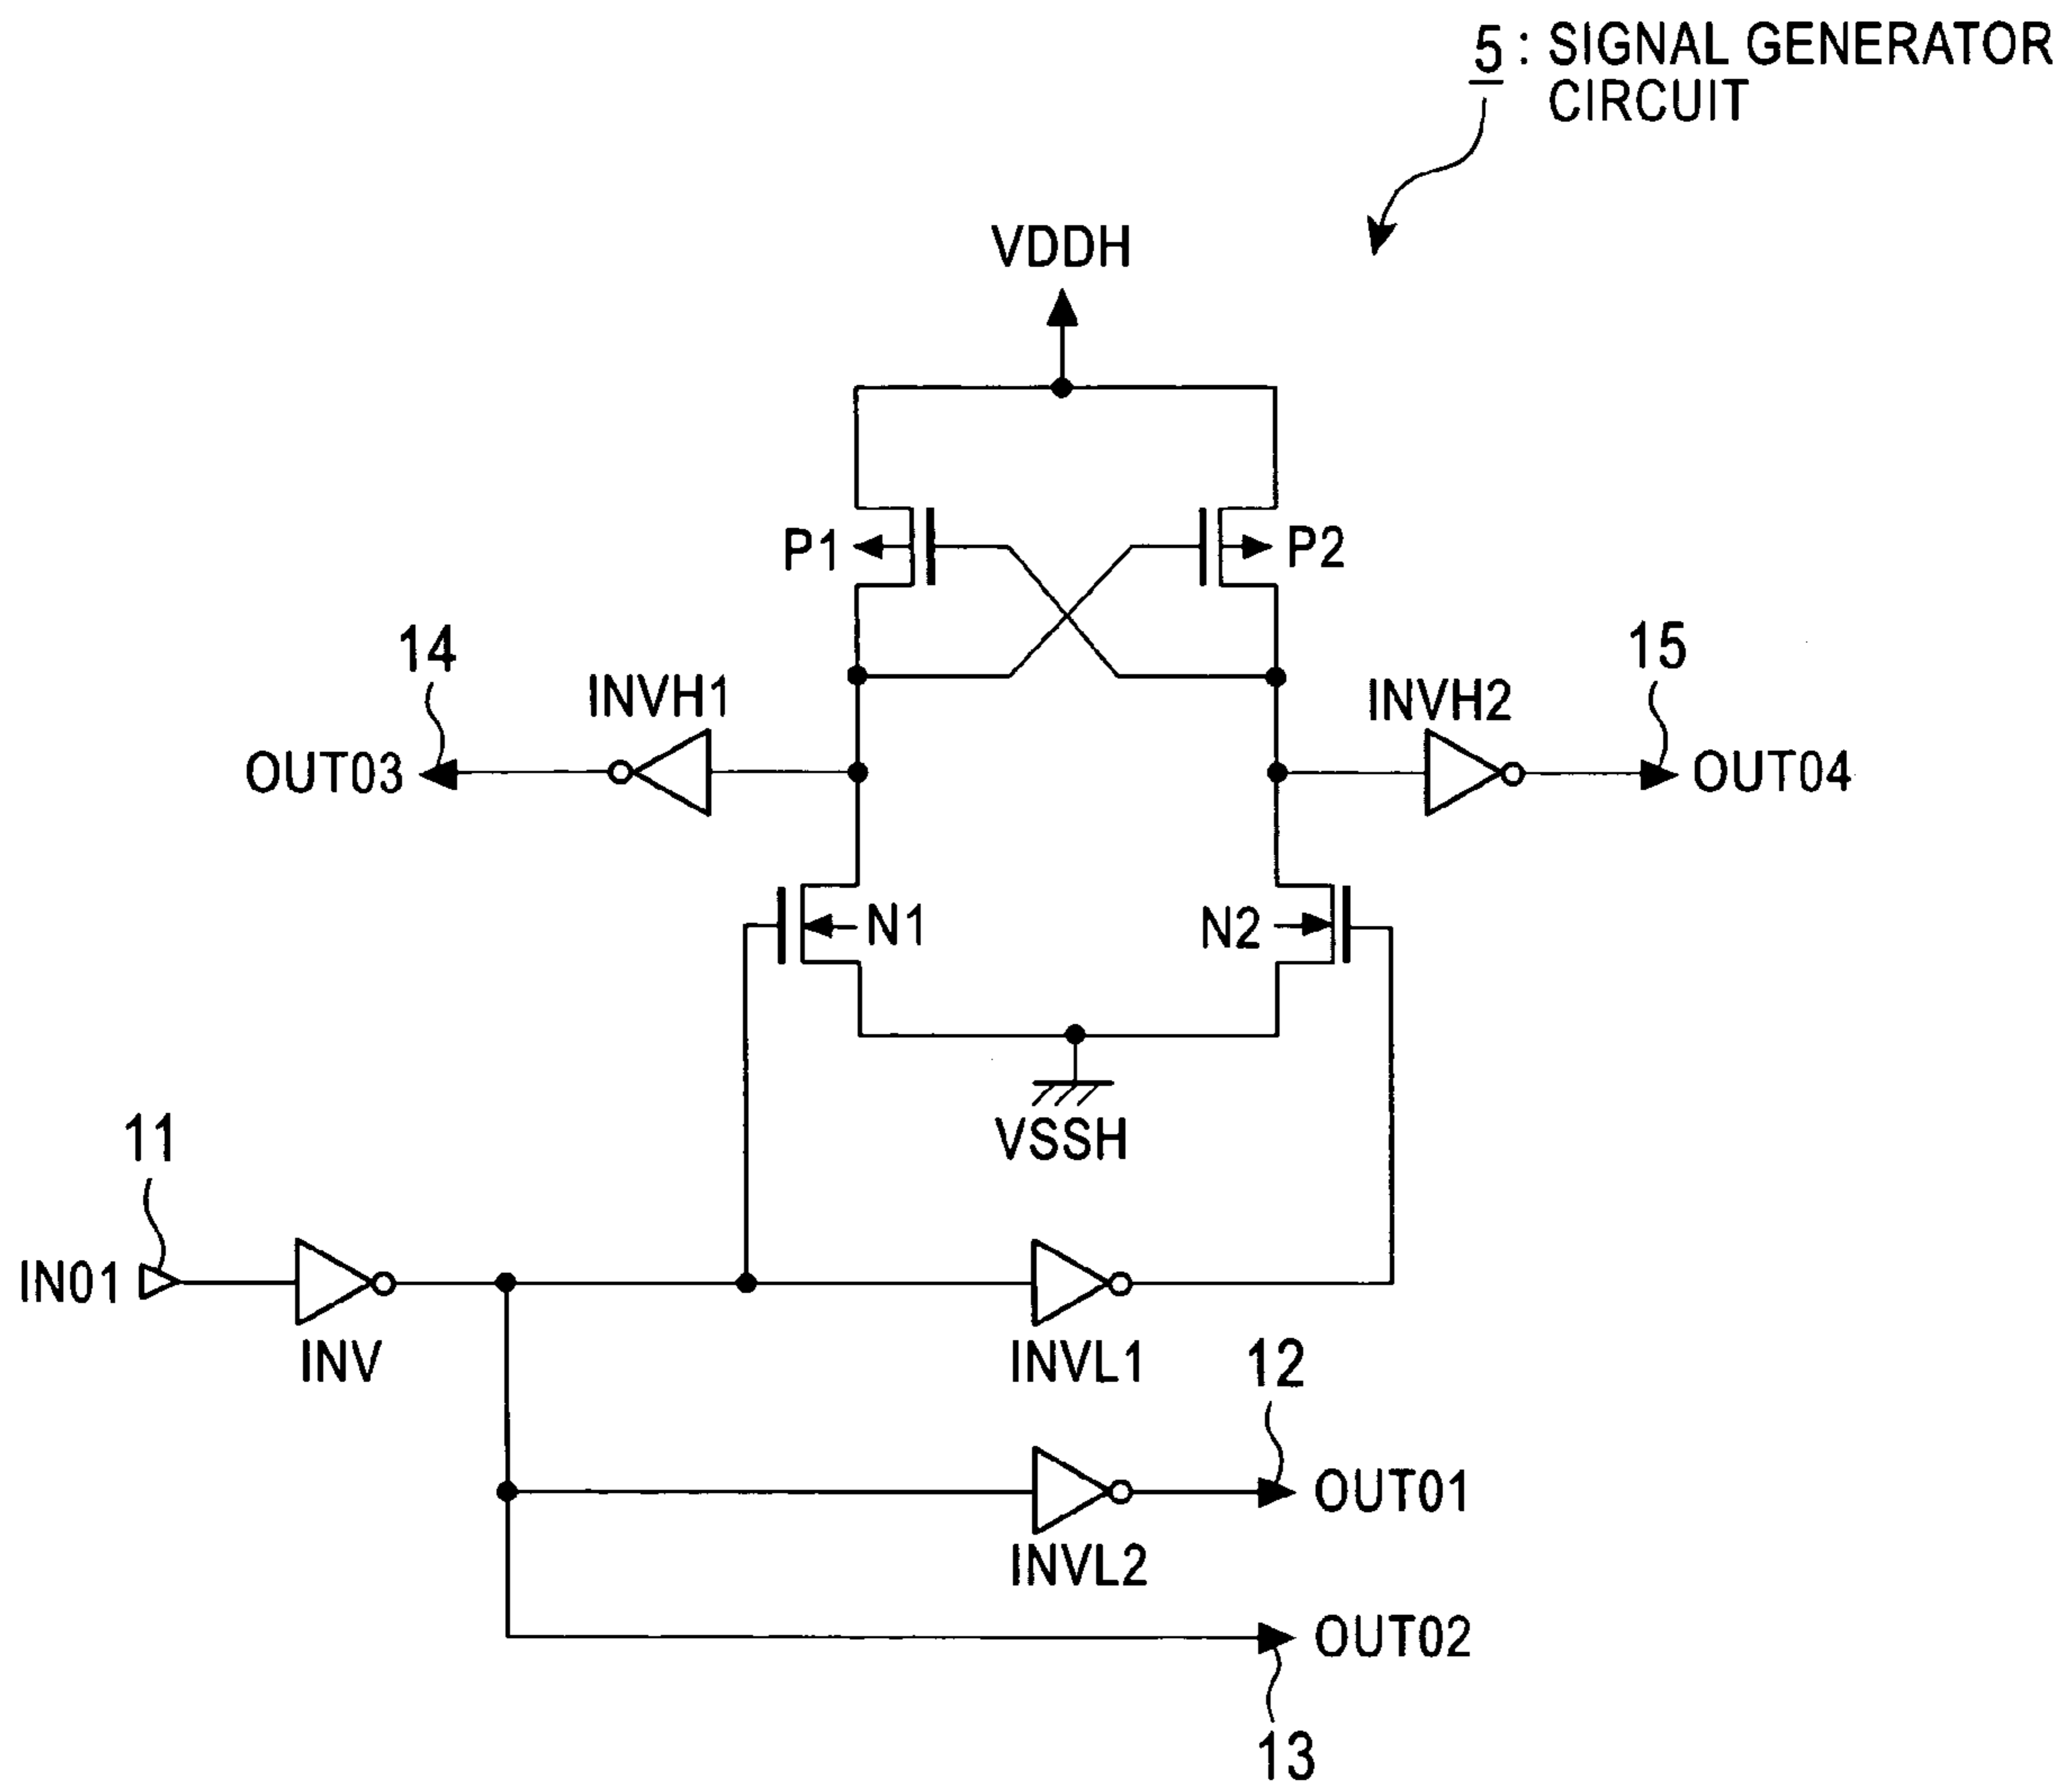 5 : SIGNAL GENERATOR
CIRCUIT
VDDH
P1
P2
14
15
INVH1
INVH2
OUT03
OUT04
N1
N2
VSSH
11
IN01
INV
INVL1
12
OUT01
INVL2
OUT02
13